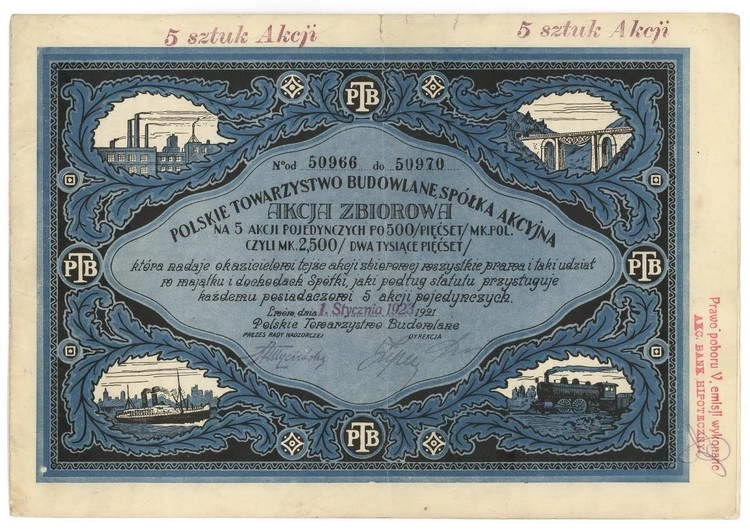 5 sztuk Akcji
5 sztuk Akcji
PTB
Nº od 50966 do 50970
POLSKIE TOWARZYSTWO BUDOWLANE, SPÓŁKA AKCYJNA
AKCJA ZBIOROWA
NA 5 AKCJI POJEDYNCZYCH PO 500/PIĘĆSET/MK.POL.
CZYLI MK. 2,500/DWA TYSIĄCE PIĘĆSET/
która nadaje okazicielowi tejże akcji zbiorowej wszystkie prawa i taki udział
w majątku i dochodach Spółki, jaki podług statutu przysługuje
każdemu posiadaczowi 5 akcji pojedynczych.
Lwów, dnia 1. Stycznia 1923 1921.
Polskie Towarzystwo Budowlane
PREZES RADY NADZORCZEJ DYREKCJA
PTB
PTB
PTB
Prawo poboru V. emisji wykonano
AKC. BANK HIPOTECZNY